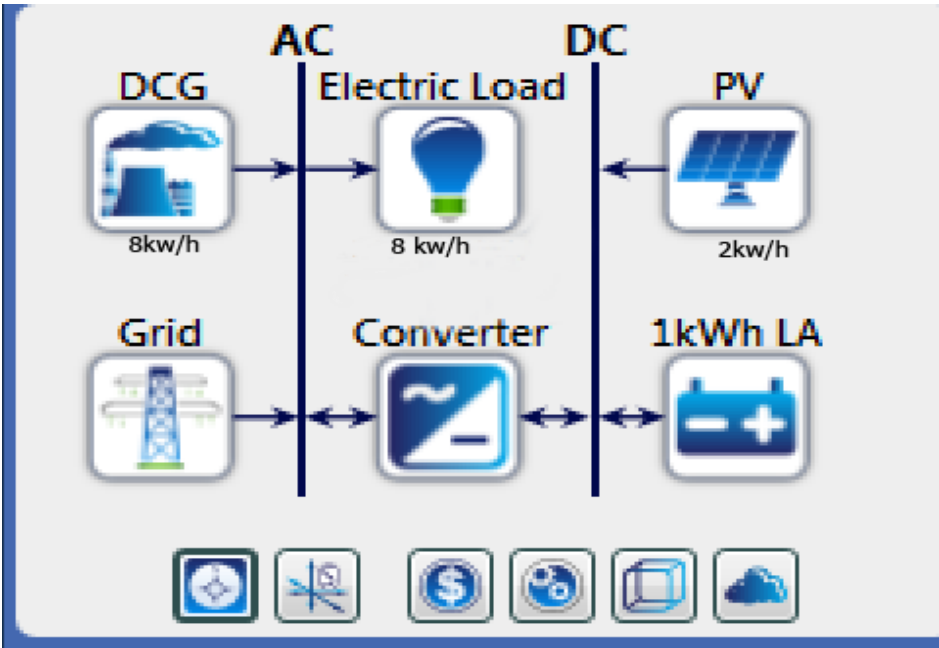 AC DC
DCG Electric Load PV
8kw/h 8 kw/h 2kw/h
Grid Converter 1kWh LA